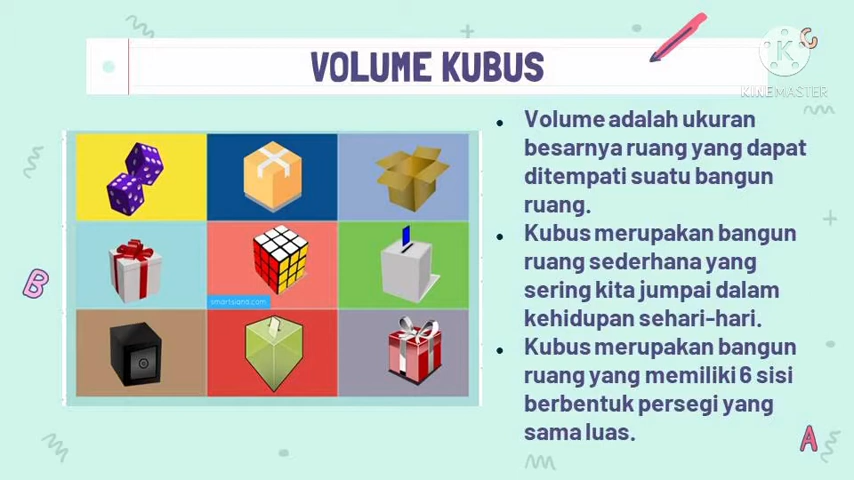 VOLUME KUBUS
C
K
KINEMASTER
Volume adalah ukuran
besarnya ruang yang dapat
ditempati suatu bangun
ruang.
Kubus merupakan bangun
ruang sederhana yang
sering kita jumpai dalam
kehidupan sehari-hari.
Kubus merupakan bangun
ruang yang memiliki 6 sisi
berbentuk persegi yang
sama luas.
smartsiana.com
B
A